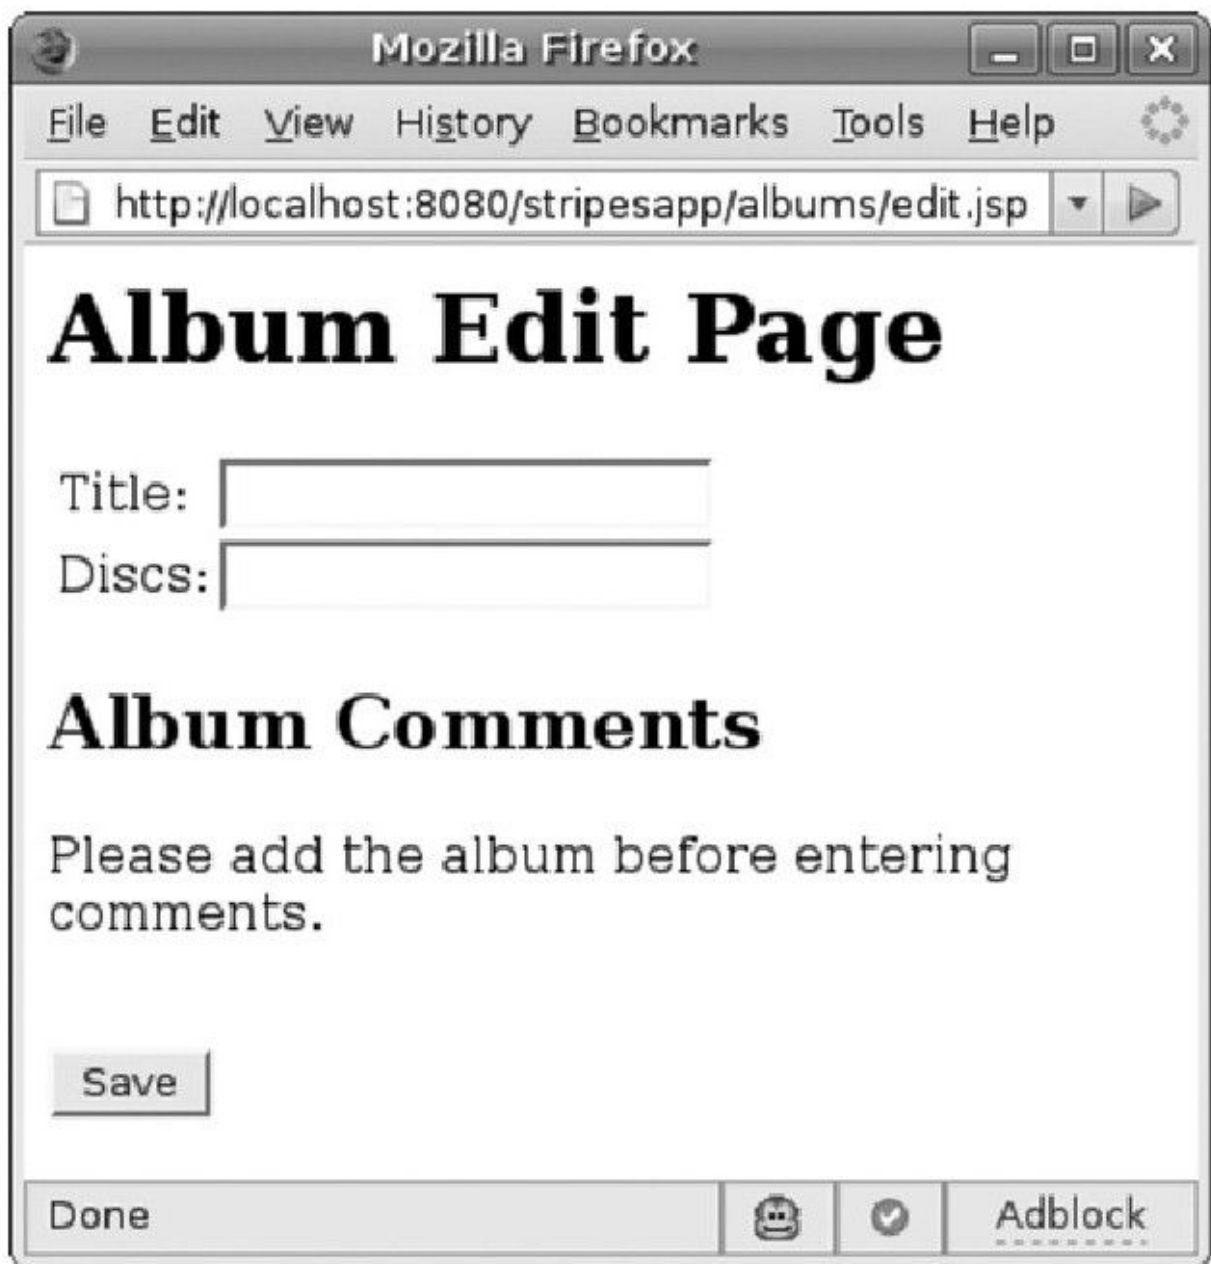 Mozilla Firefox
File Edit View History Bookmarks Tools Help
http://localhost:8080/stripesapp/albums/edit.jsp
Album Edit Page
Title:
Discs:
Album Comments
Please add the album before entering
comments.
Save
Done Adblock